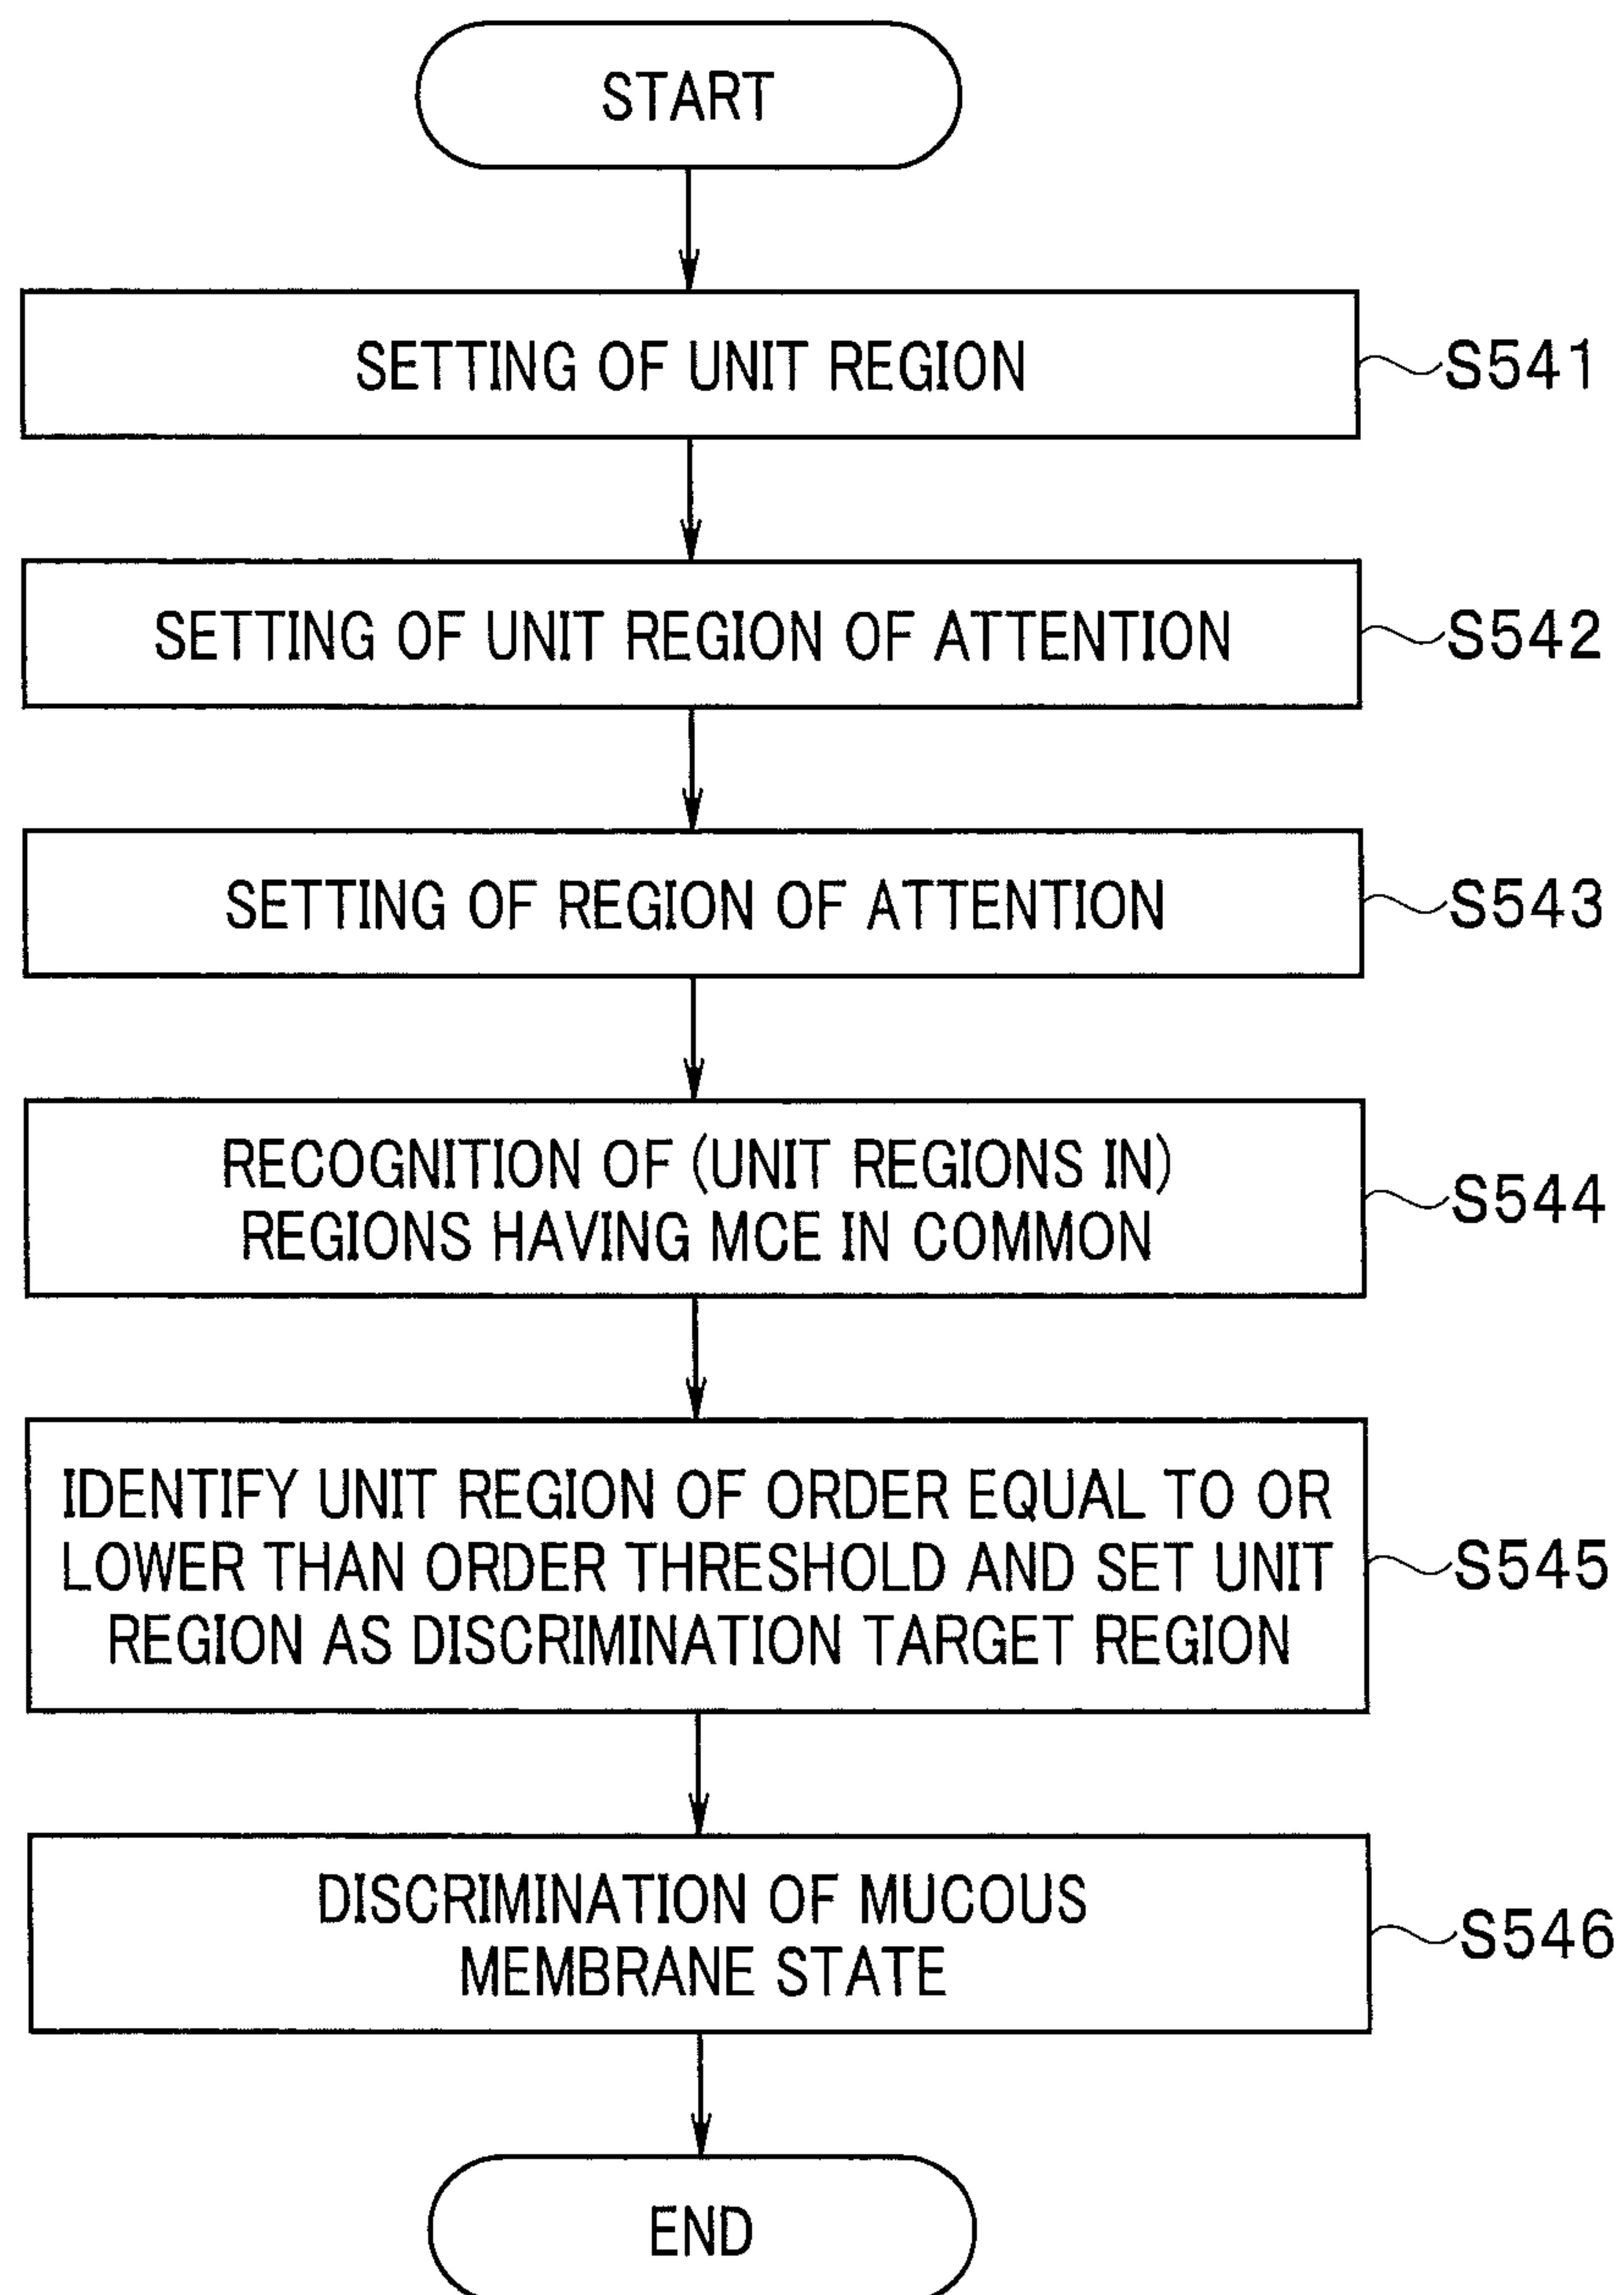 START
SETTING OF UNIT REGION
S541
SETTING OF UNIT REGION OF ATTENTION
S542
SETTING OF REGION OF ATTENTION
S543
RECOGNITION OF (UNIT REGIONS IN)
REGIONS HAVING MCE IN COMMON
S544
IDENTIFY UNIT REGION OF ORDER EQUAL TO OR
LOWER THAN ORDER THRESHOLD AND SET UNIT
REGION AS DISCRIMINATION TARGET REGION
S545
DISCRIMINATION OF MUCOUS
MEMBRANE STATE
S546
END